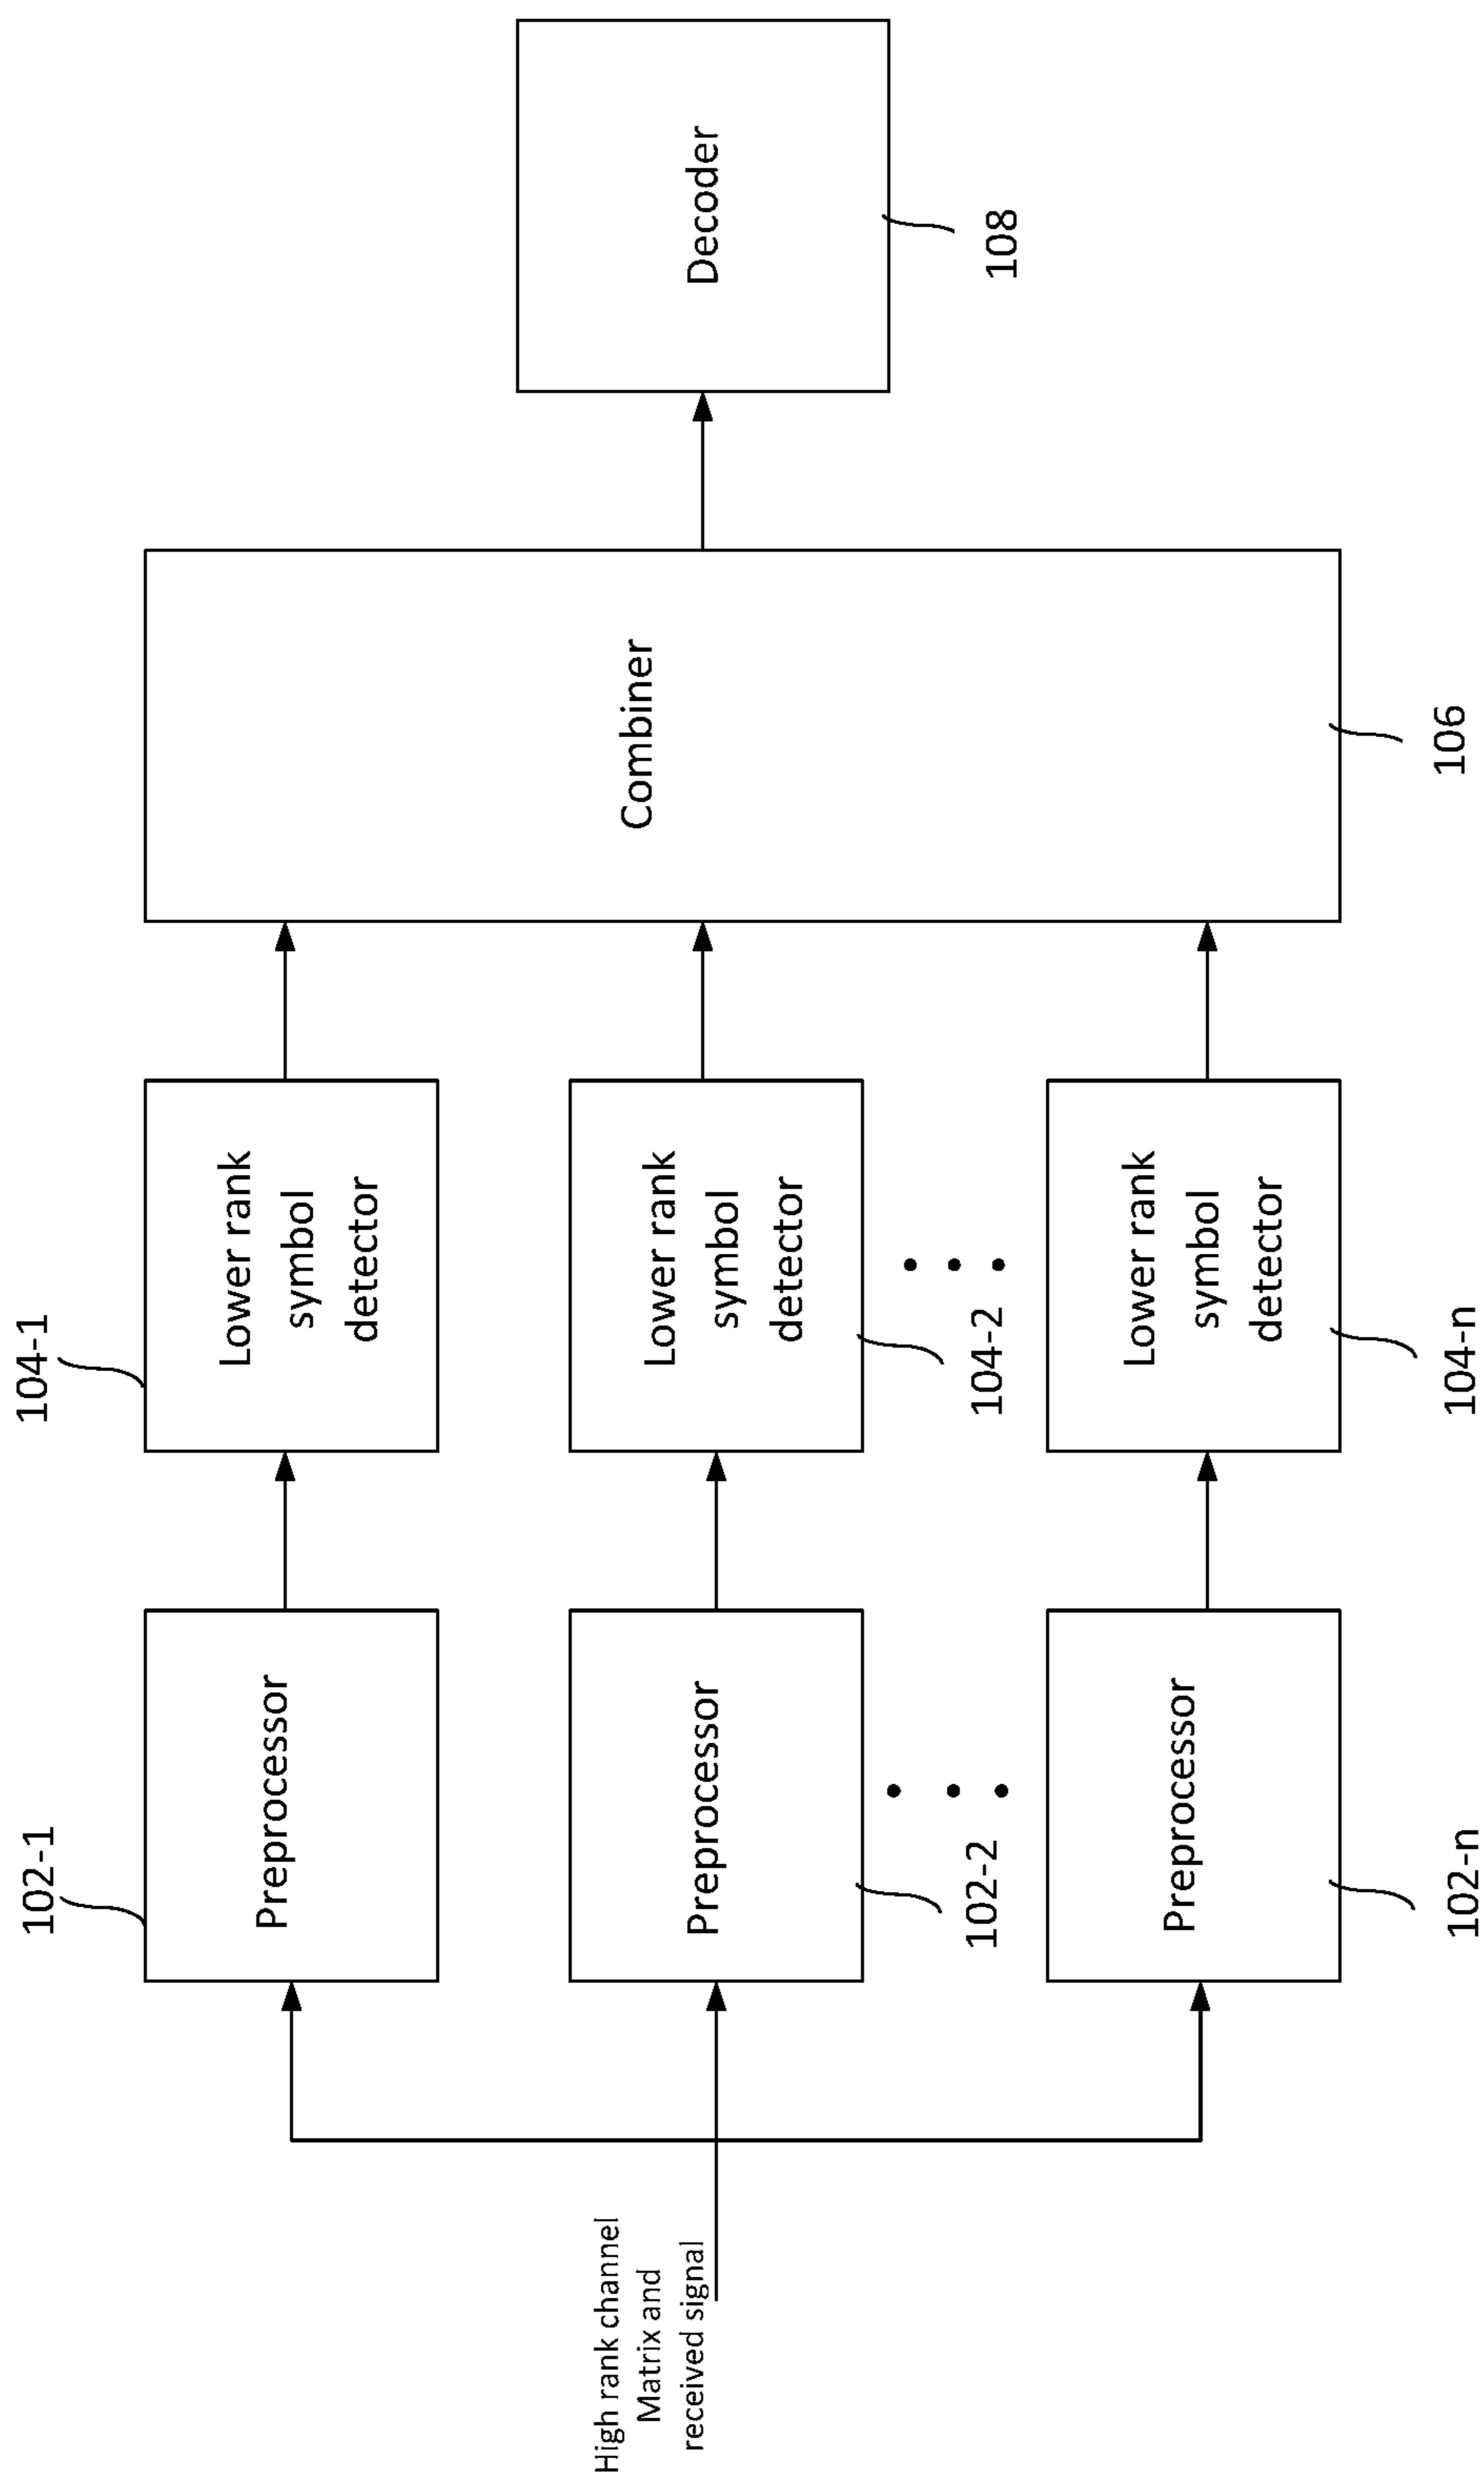 High rank channel
Matrix and
received signal
102-1
Preprocessor
102-2
Preprocessor
102-n
Preprocessor
104-1
Lower rank
symbol
detector
104-2
Lower rank
symbol
detector
104-n
Lower rank
symbol
detector
Combiner
106
Decoder
108